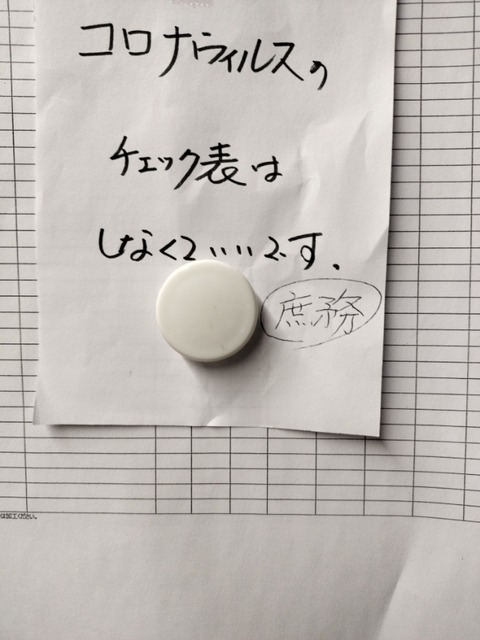 コロナウィルスの
チェック表は
しなくていいです.
庶務